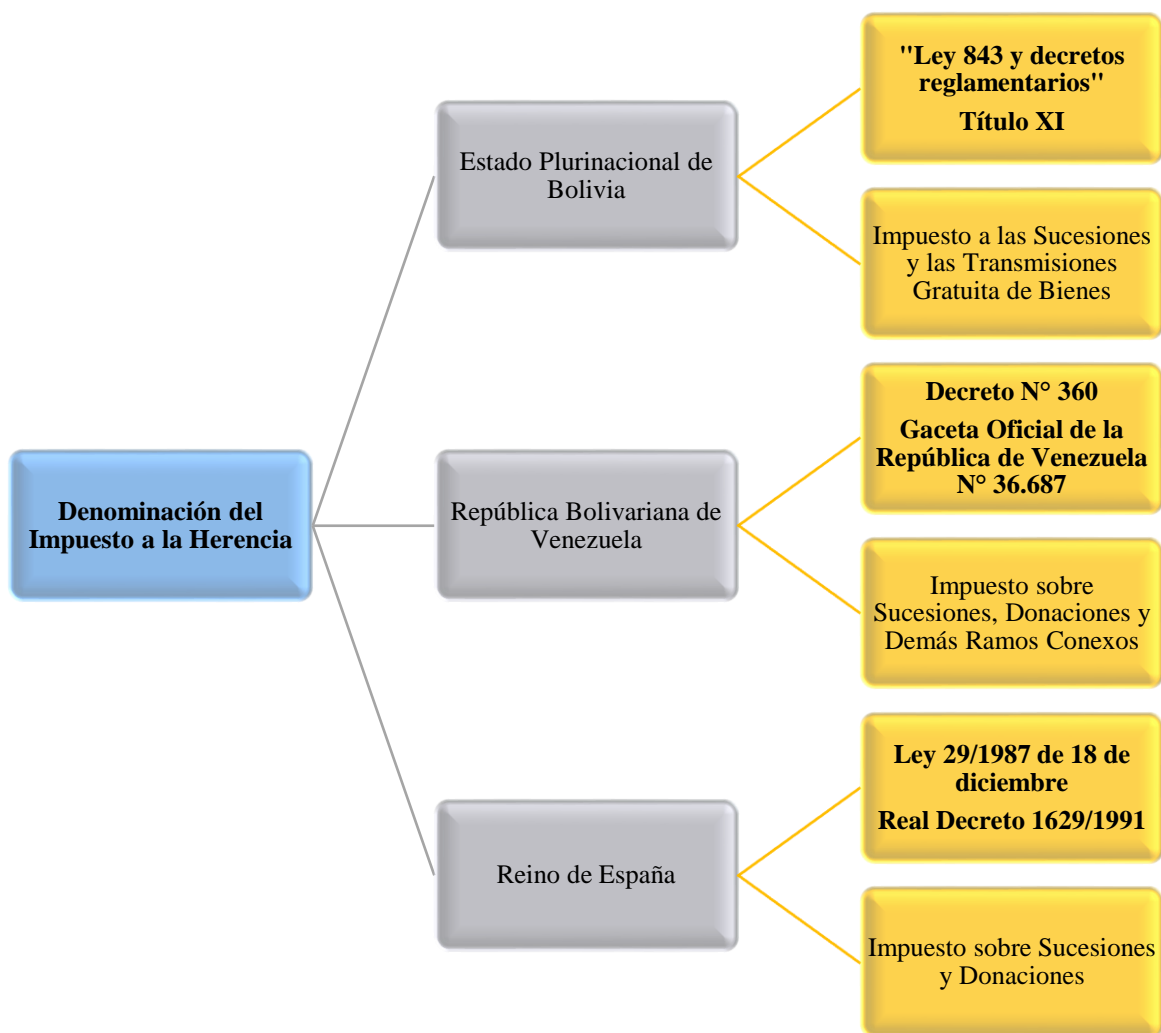 Denominación del
Impuesto a la Herencia
Estado Plurinacional de
Bolivia
"Ley 843 y decretos
reglamentarios"
Título XI
Impuesto a las Sucesiones
y las Transmisiones
Gratuita de Bienes
República Bolivariana de
Venezuela
Decreto N° 360
Gaceta Oficial de la
República de Venezuela
N° 36.687
Impuesto sobre
Sucesiones, Donaciones y
Demás Ramos Conexos
Reino de España
Ley 29/1987 de 18 de
diciembre
Real Decreto 1629/1991
Impuesto sobre Sucesiones
y Donaciones